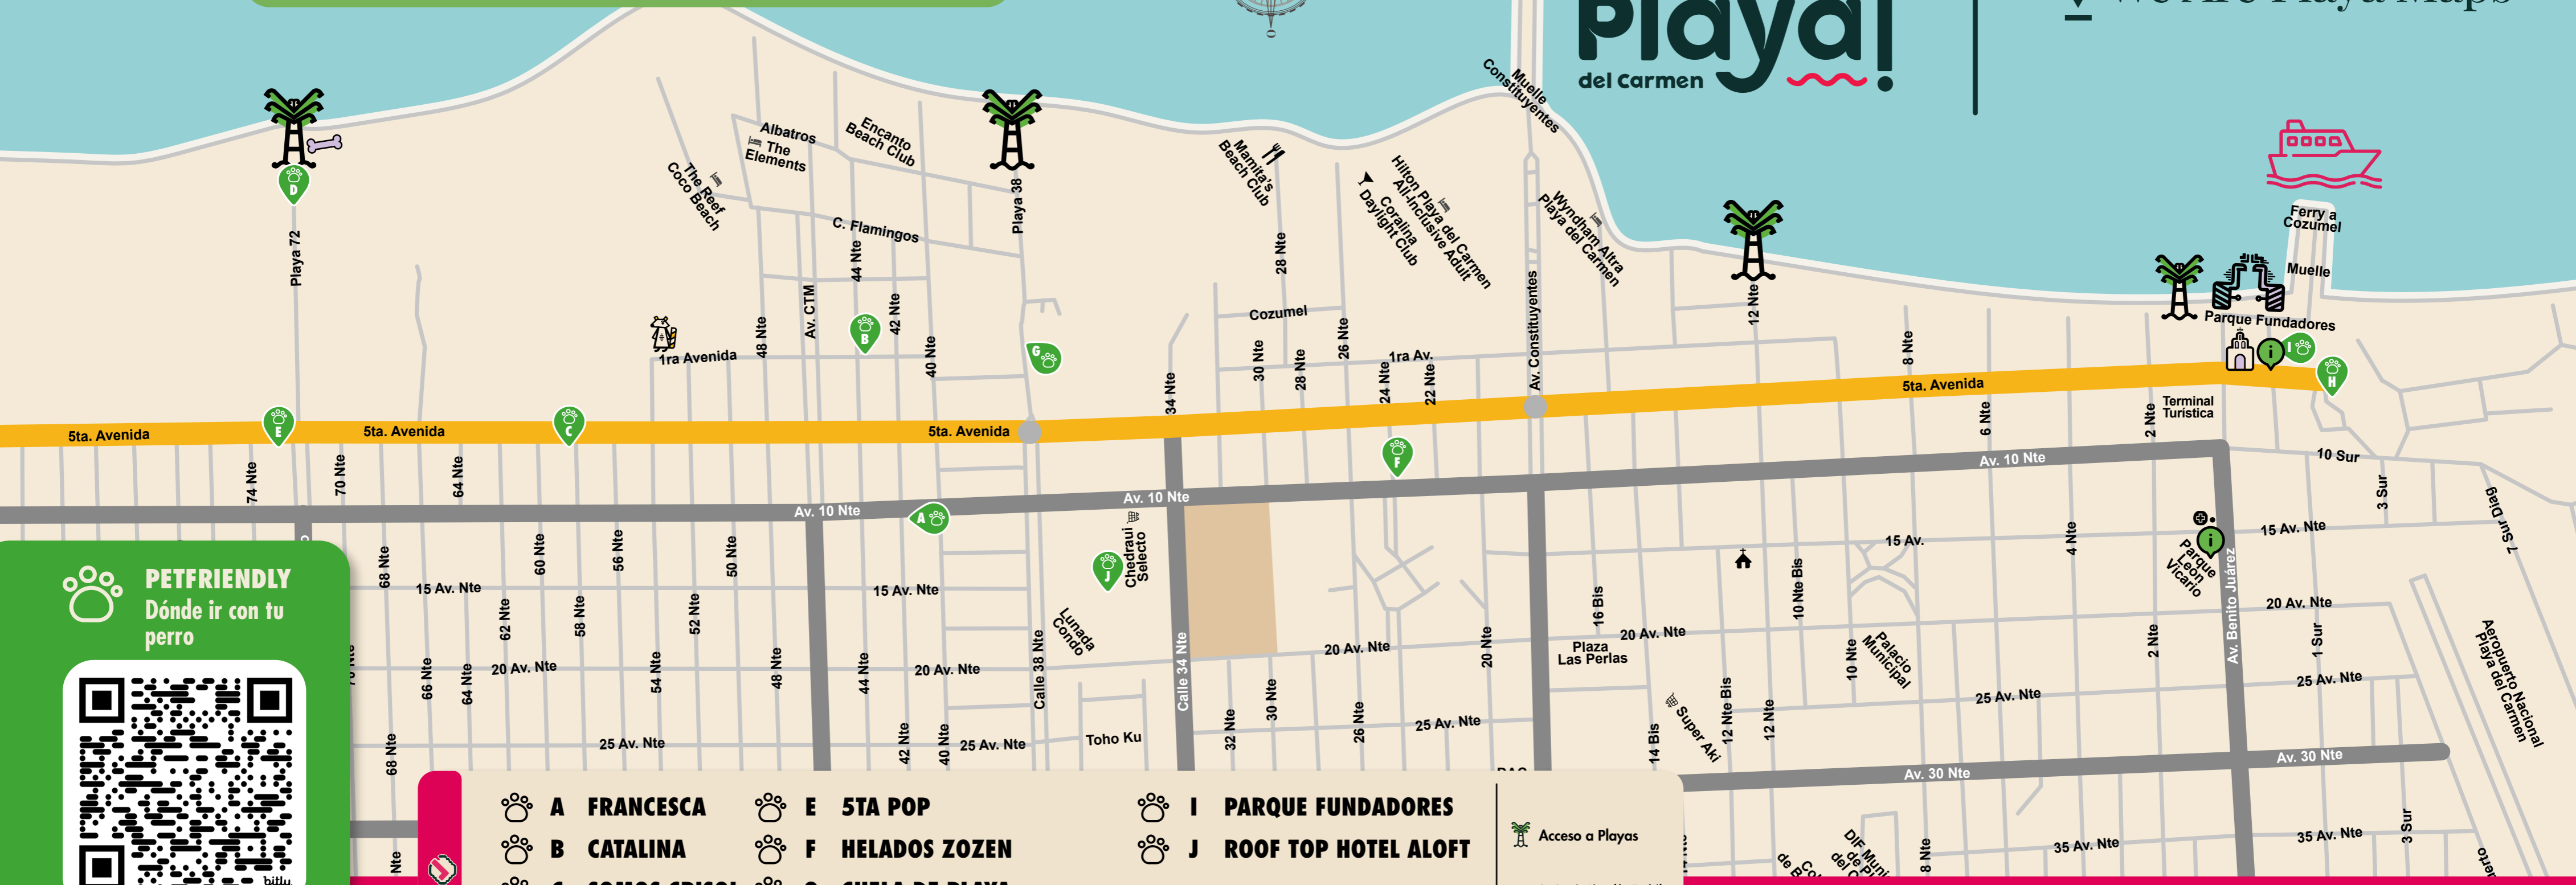 Playa!
del Carmen
Muelle
Constituyentes
Albatros
The
Elements
Encanto
Beach Club
The Reef
Coco Beach
C. Flamingos
Playa 38
Playa 72
Mamita's
Beach Club
Hilton Playa del Carmen
All-Inclusive Adult
Coralina
Daylight Club
Wyndham Altra
Playa del Carmen
Ferry a
Cozumel
Muelle
Parque Fundadores
D
B
G
I
H
E
C
F
A
J
44 Nte
42 Nte
48 Nte
Av. CTM
40 Nte
1ra Avenida
28 Nte
Cozumel
26 Nte
30 Nte
28 Nte
1ra Av.
24 Nte
22 Nte
34 Nte
Av. Constituyentes
12 Nte
8 Nte
5ta. Avenida
5ta. Avenida
5ta. Avenida
5ta. Avenida
Terminal
Turística
6 Nte
2 Nte
74 Nte
70 Nte
64 Nte
Av. 10 Nte
Av. 10 Nte
Av. 10 Nte
10 Sur
3 Sur
7 Sur Diag
Chedraui
Selecto
68 Nte
60 Nte
56 Nte
50 Nte
15 Av. Nte
15 Av. Nte
15 Av.
15 Av. Nte
4 Nte
Parque
León
Vicario
Av. Benito Juárez
62 Nte
58 Nte
52 Nte
Lunada
Condo
16 Bis
10 Nte Bis
20 Av. Nte
20 Av. Nte
20 Av. Nte
20 Av. Nte
20 Av. Nte
66 Nte
64 Nte
54 Nte
48 Nte
44 Nte
Calle 38 Nte
Calle 34 Nte
20 Nte
Plaza
Las Perlas
10 Nte
Palacio
Municipal
2 Nte
1 Sur
25 Av. Nte
25 Av. Nte
25 Av. Nte
25 Av. Nte
25 Av. Nte
Aeropuerto Nacional
Playa del Carmen
68 Nte
42 Nte
40 Nte
Toho Ku
32 Nte
30 Nte
26 Nte
14 Bis
Super Aki
12 Nte Bis
12 Nte
Av. 30 Nte
Av. 30 Nte
35 Av. Nte
35 Av. Nte
3 Sur
8 Nte
Nte
PETFRIENDLY
Dónde ir con tu
perro
A FRANCESCA
B CATALINA
E 5TA POP
F HELADOS ZOZEN
I PARQUE FUNDADORES
J ROOF TOP HOTEL ALOFT
Acceso a Playas